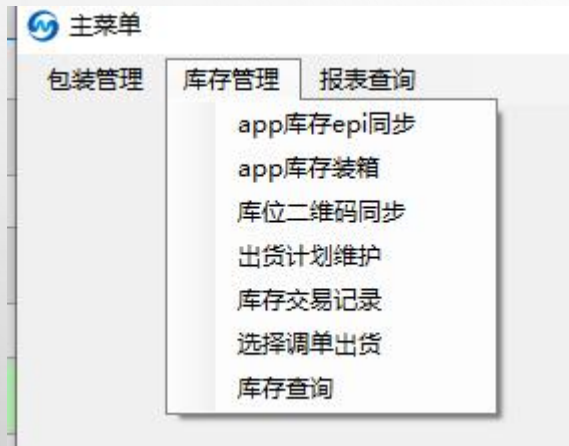 主菜单
包装管理 库存管理 报表查询
app库存epi同步
app库存装箱
库位二维码同步
出货计划维护
库存交易记录
选择调单出货
库存查询